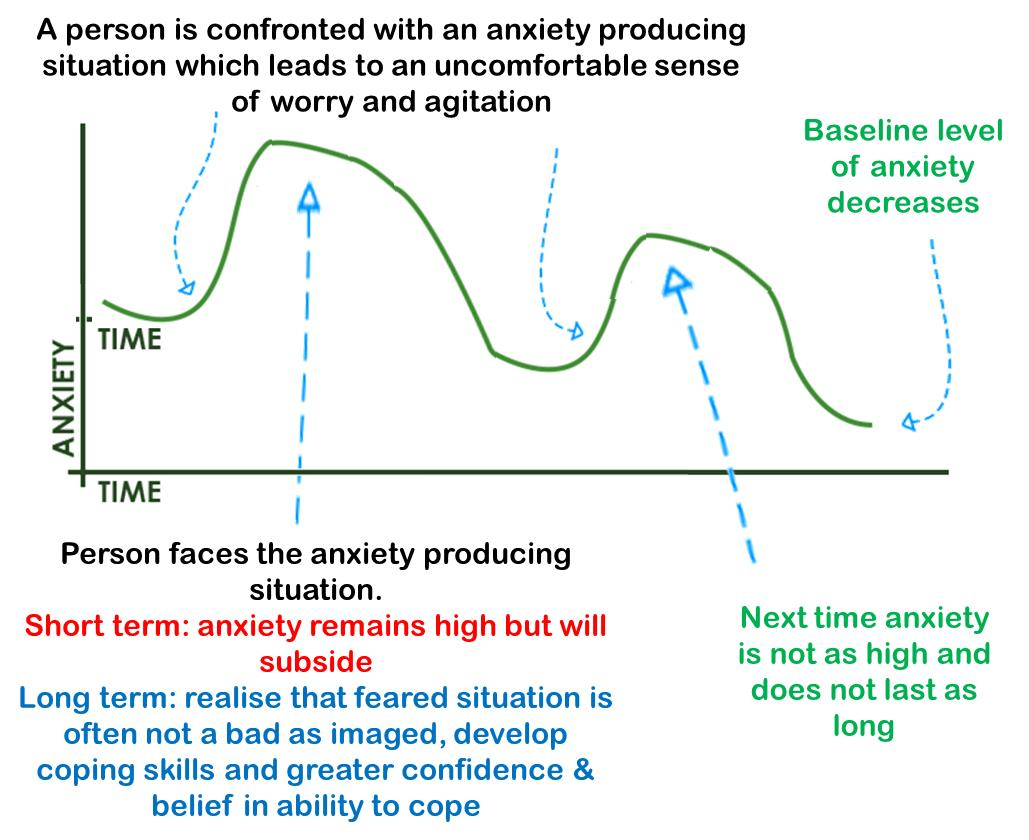 A person is confronted with an anxiety producing
situation which leads to an uncomfortable sense
of worry and agitation
Baseline level
of anxiety
decreases
TIME
ANXIETY
TIME
Person faces the anxiety producing
situation.
Short term: anxiety remains high but will
subside
Long term: realise that feared situation is
often not a bad as imaged, develop
coping skills and greater confidence &
belief in ability to cope
Next time anxiety
is not as high and
does not last as
long